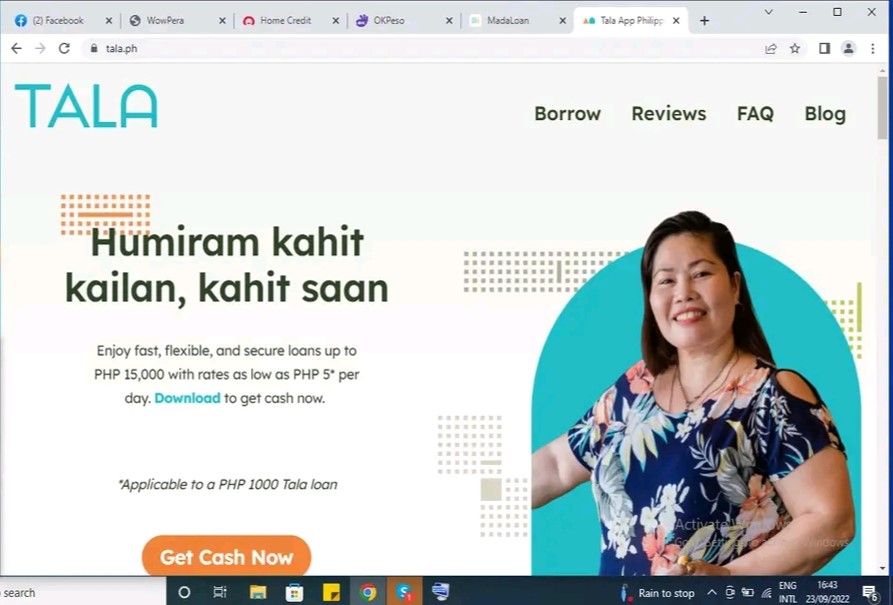 (2) Facebook
WowPera
Home Credit
OKPeso
MadaLoan
Tala App Philipp
tala.ph
TALA
Borrow
Reviews
FAQ
Blog
Humiram kahit
kailan, kahit saan
Enjoy fast, flexible, and secure loans up to
PHP 15,000 with rates as low as PHP 5* per
day. Download to get cash now.
*Applicable to a PHP 1000 Tala loan
Get Cash Now
Activate Windows
Go to Settings to activate Windows
search
Rain to stop
ENG
INTL
16:43
23/09/2022
6